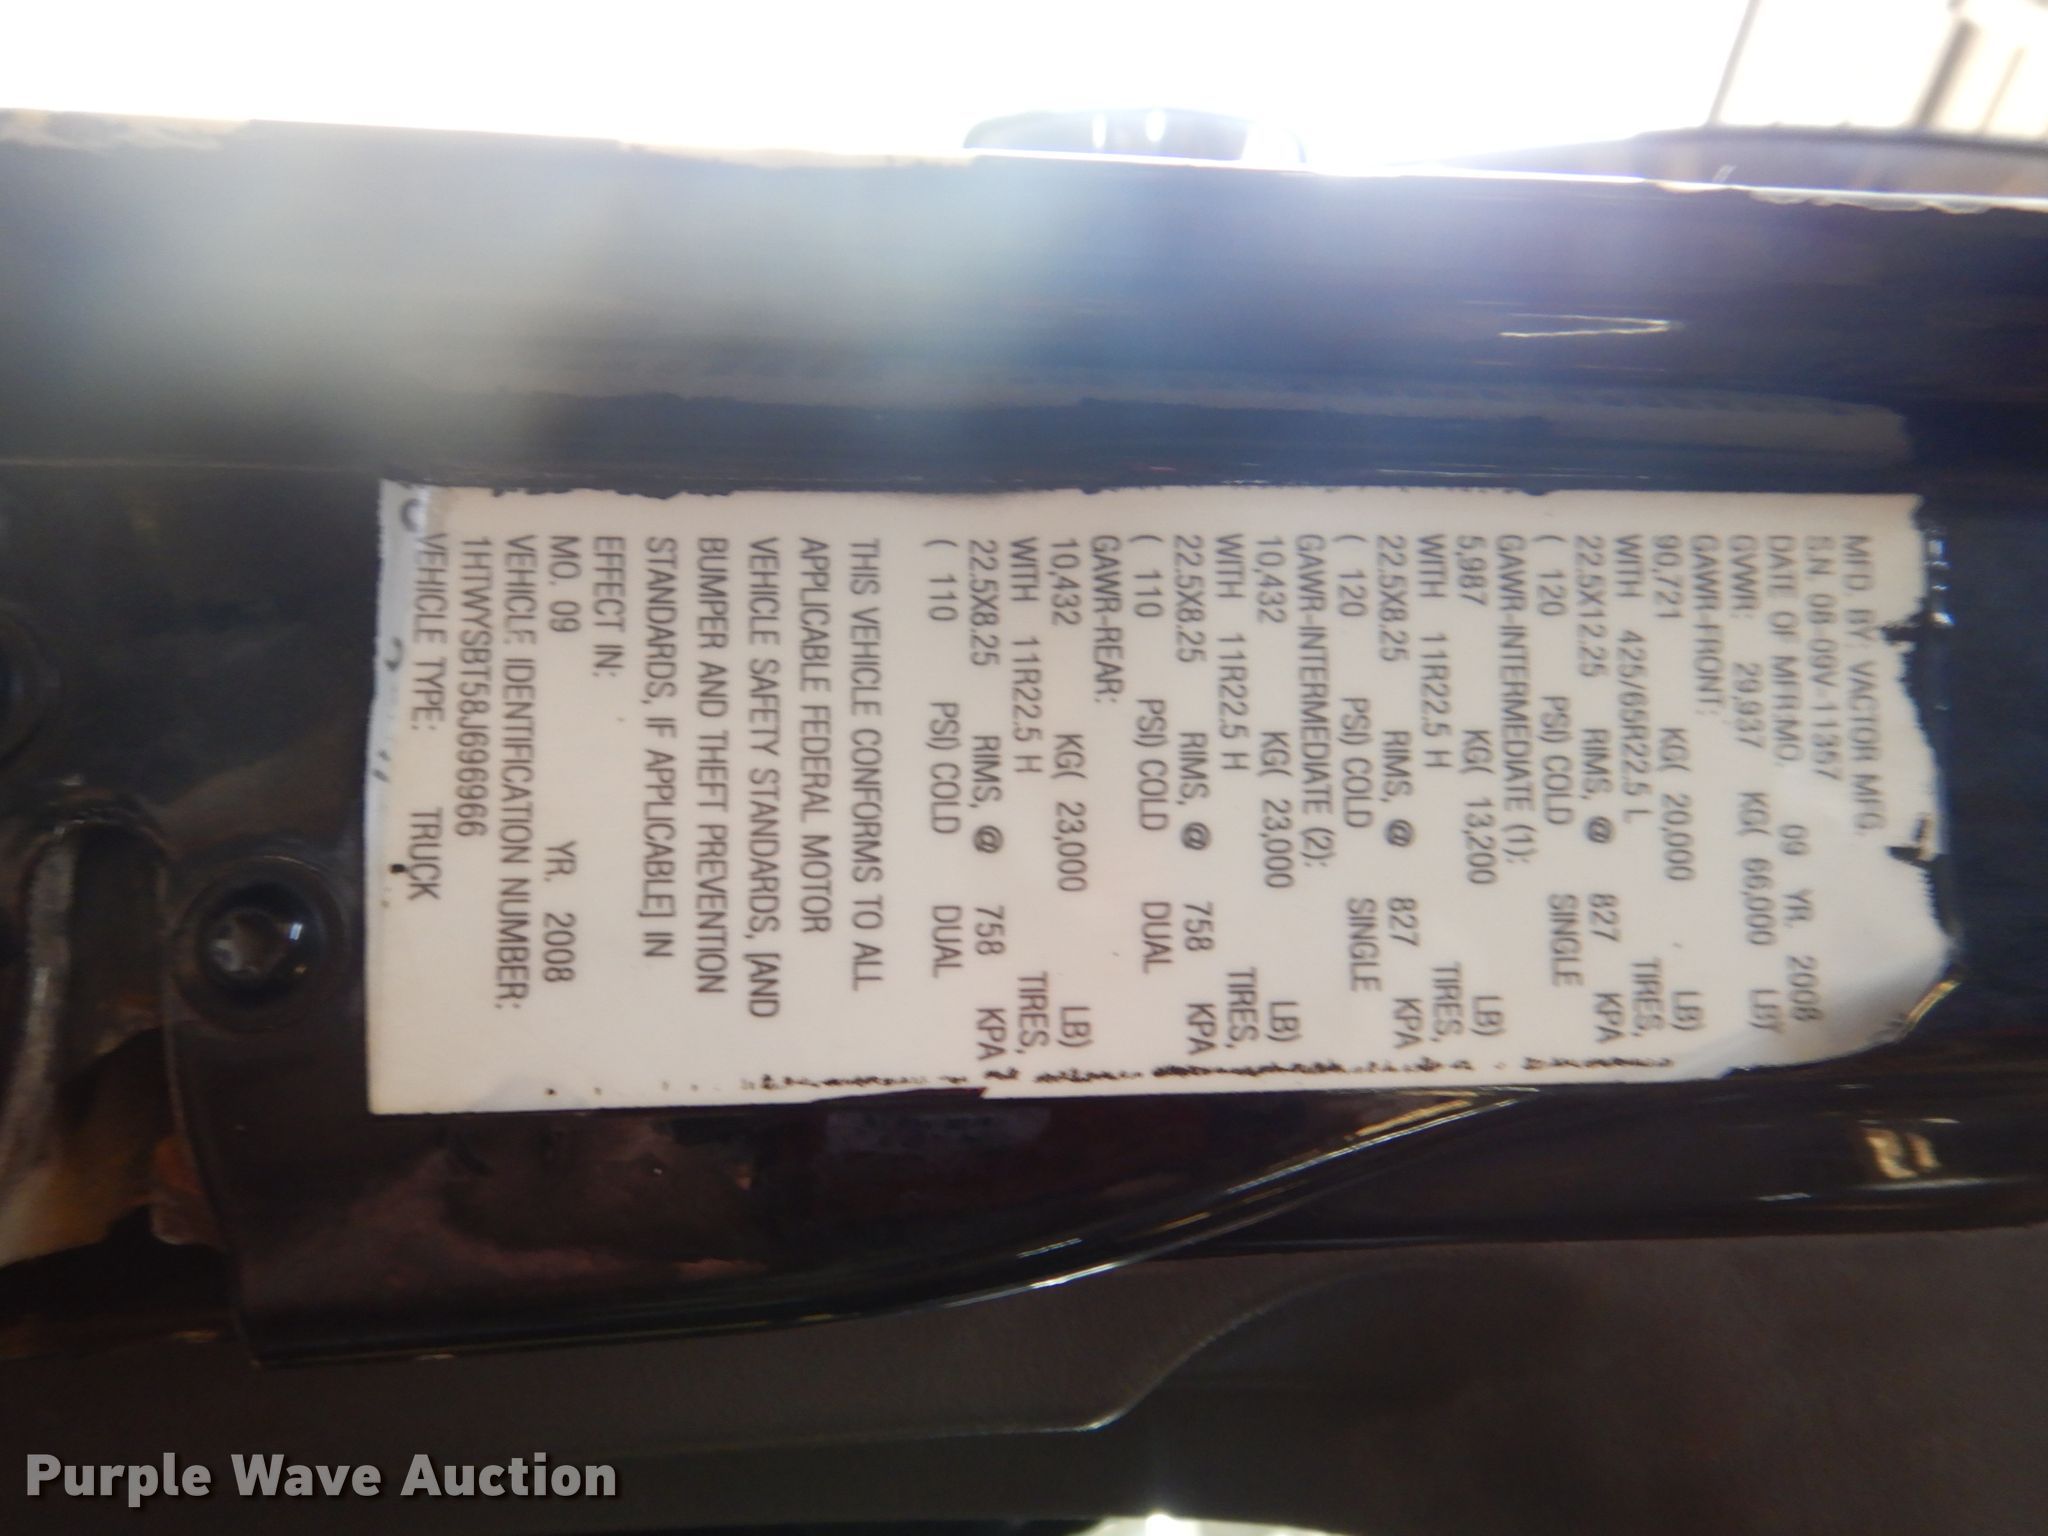 MFD. BY: VACTOR MFG.
S.N. 08-09V-11367
DATE OF MFR:MO. 09 YR. 2008
GVWR: 29,937 KG( 66,000 LB)
GAWR-FRONT:
90,721 KG( 20,000 LB)
WITH 425/65R22.5 L TIRES,
22.5X12.25 RIMS, @ 827 KPA
( 120 PSI) COLD SINGLE
GAWR-INTERMEDIATE (1):
5,987 KG( 13,200 LB)
WITH 11R22.5 H TIRES,
22.5X8.25 RIMS, @ 827 KPA
( 120 PSI) COLD SINGLE
GAWR-INTERMEDIATE (2):
10,432 KG( 23,000 LB)
WITH 11R22.5 H TIRES,
22.5X8.25 RIMS, @ 758 KPA
( 110 PSI) COLD DUAL
GAWR-REAR:
10,432 KG( 23,000 LB)
WITH 11R22.5 H TIRES,
22.5X8.25 RIMS, @ 758 KPA
( 110 PSI) COLD DUAL
THIS VEHICLE CONFORMS TO ALL
APPLICABLE FEDERAL MOTOR
VEHICLE SAFETY STANDARDS, [AND
BUMPER AND THEFT PREVENTION
STANDARDS, IF APPLICABLE] IN
EFFECT IN:
MO. 09 YR. 2008
VEHICLE IDENTIFICATION NUMBER:
1HTWYSBT58J696966
VEHICLE TYPE: TRUCK
Purple Wave Auction